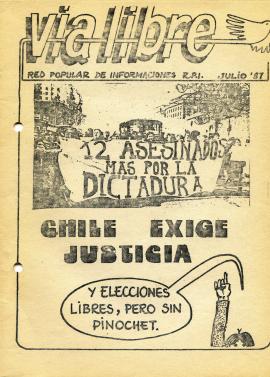 via libre
RED POPULAR DE INFORMACIONES R.P.I. JULIO '87
12 ASESINADOS
MAS POR LA
DICTADURA
CHILE EXIGE
JUSTICIA
Y ELECCIONES
LIBRES, PERO SIN
PINOCHET.